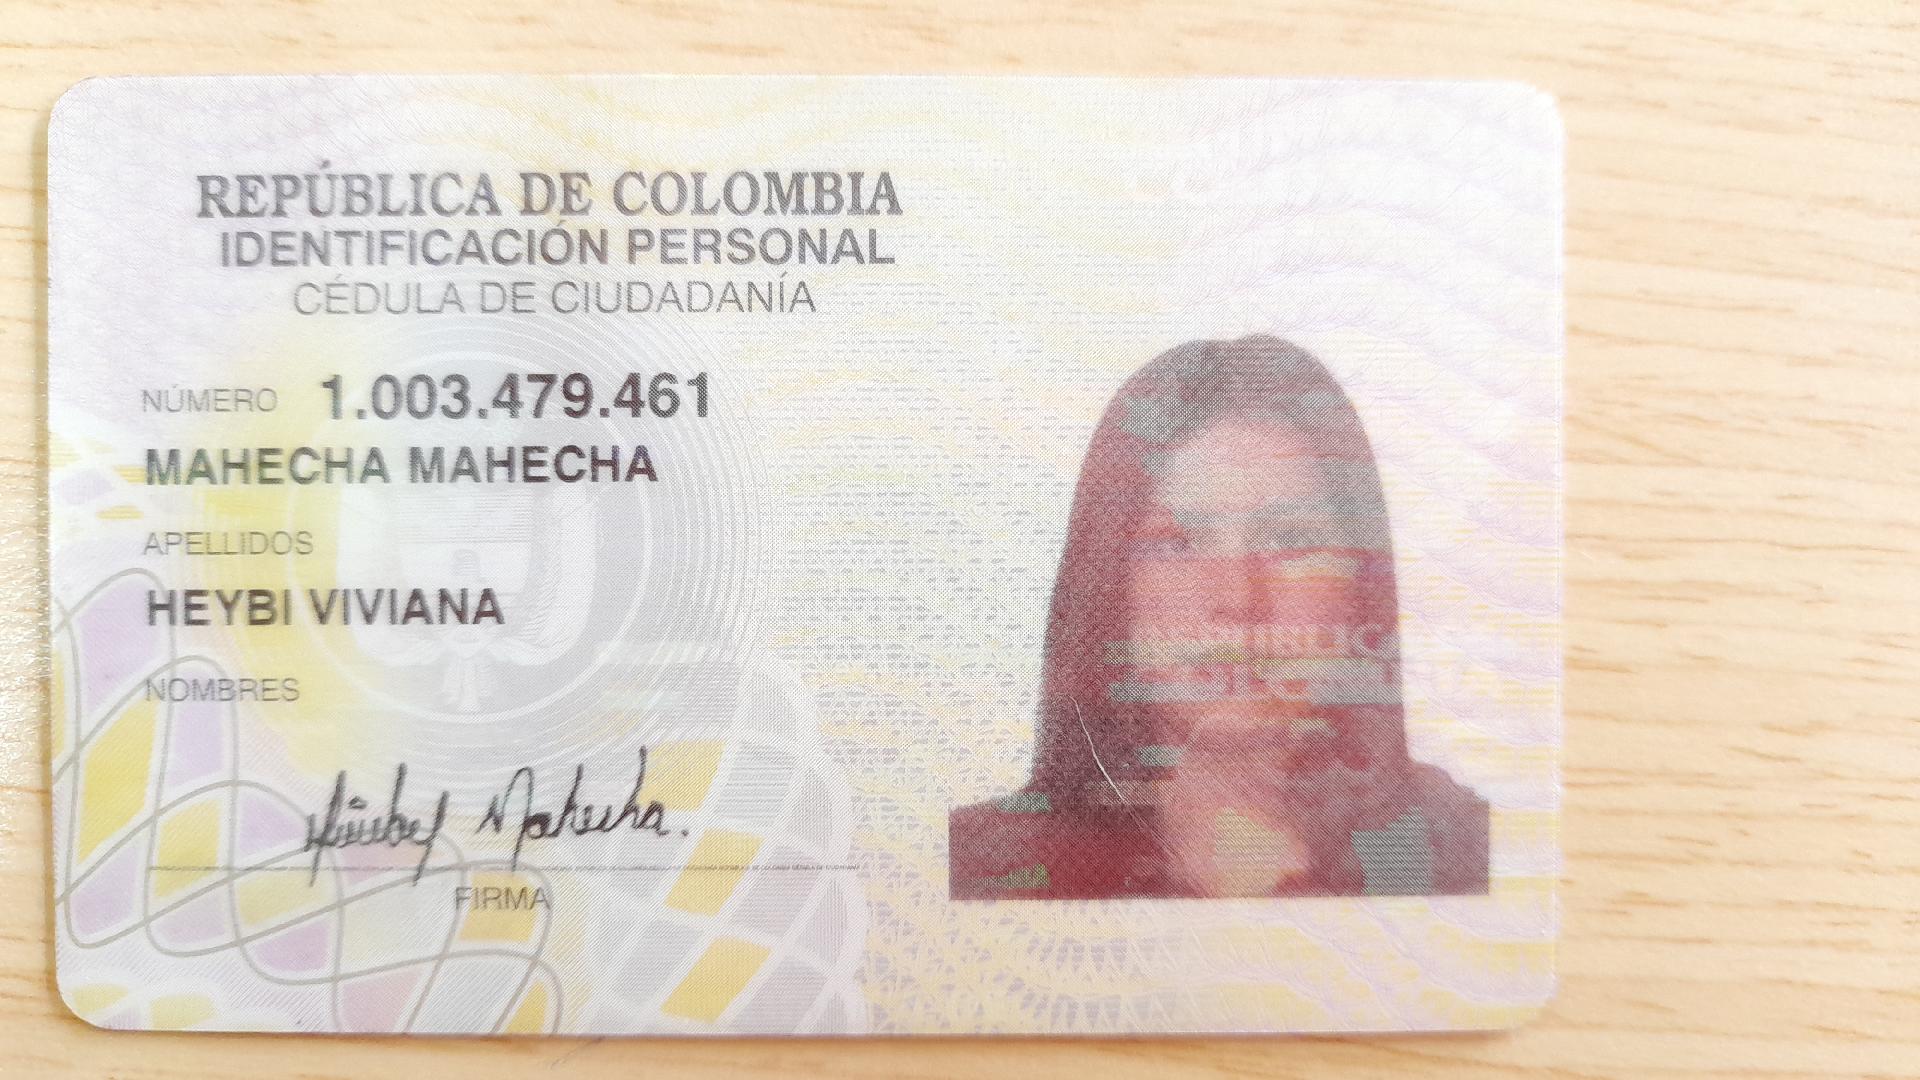 REPÚBLICA DE COLOMBIA
IDENTIFICACIÓN PERSONAL
CÉDULA DE CIUDADANÍA
NÚMERO 1.003.479.461
MAHECHA MAHECHA
APELLIDOS
HEYBI VIVIANA
NOMBRES
Mahecha.
FIRMA